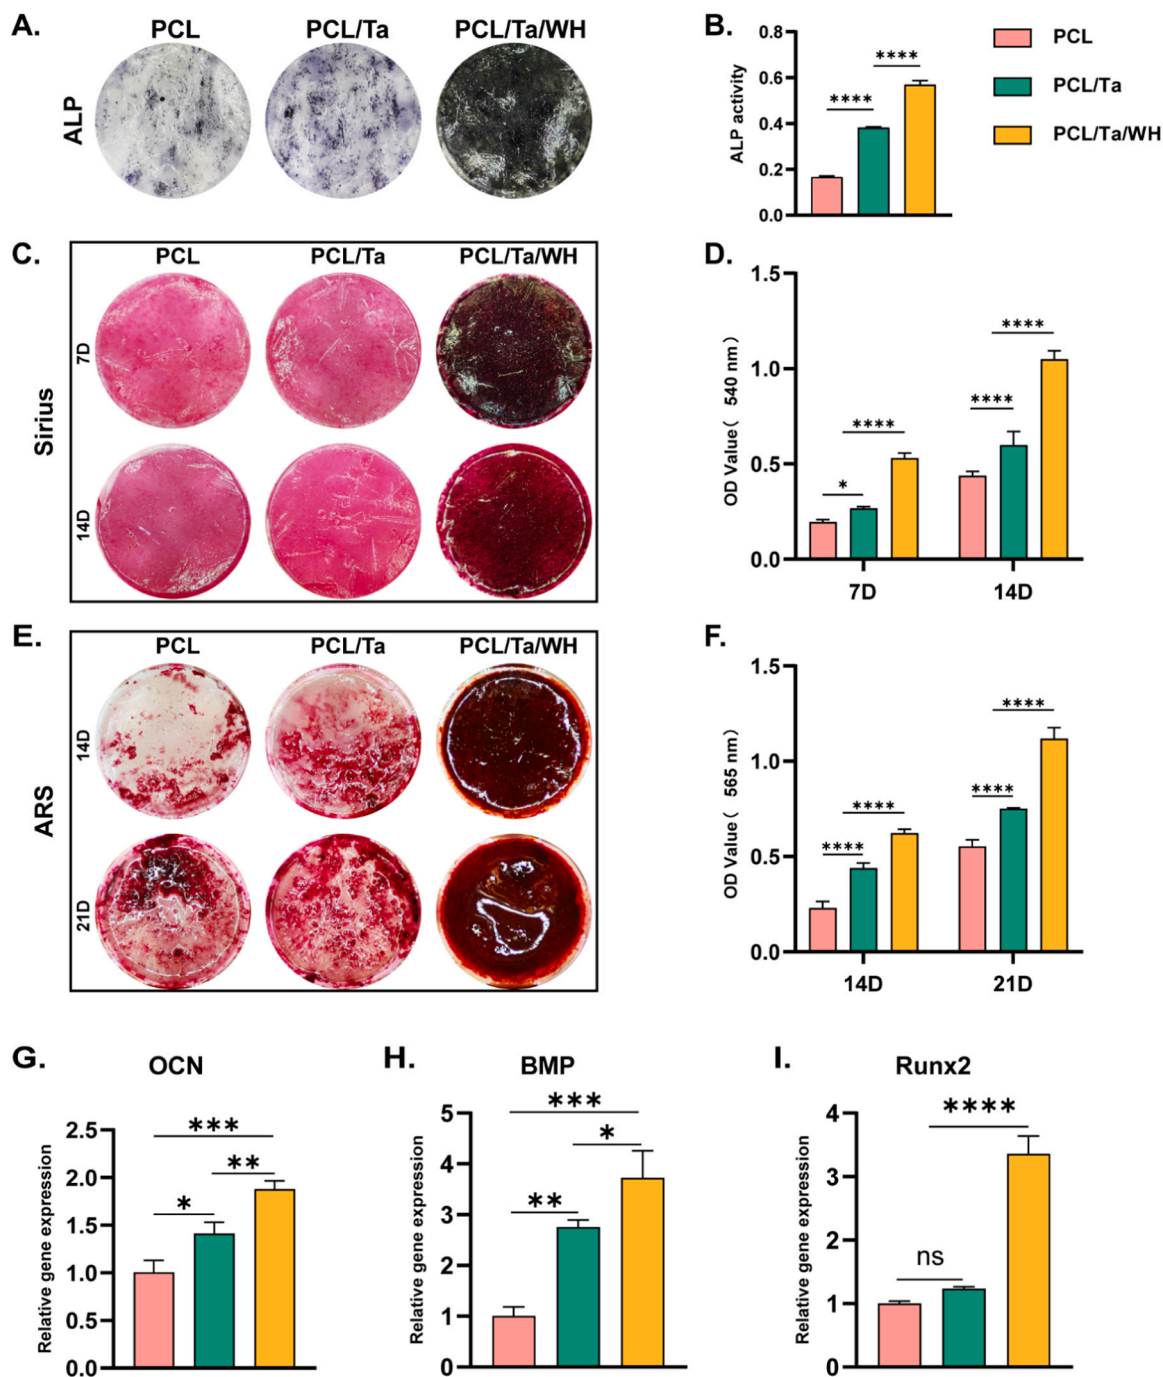 A.
PCL PCL/Ta PCL/Ta/WH
ALP
B.
0.8
0.6
0.4
0.2
0.0
ALP activity
****
****
PCL
PCL/Ta
PCL/Ta/WH
C.
PCL PCL/Ta PCL/Ta/WH
Sirius
7D
14D
D.
1.5
1.0
0.5
0.0
OD Value( 540 nm)
*
****
****
****
7D 14D
E.
PCL PCL/Ta PCL/Ta/WH
ARS
14D
21D
F.
1.5
1.0
0.5
0.0
OD Value( 565 nm)
****
****
****
****
14D 21D
G.
OCN
2.5
2.0
1.5
1.0
0.5
0.0
Relative gene expression
***
**
*
H.
BMP
5
4
3
2
1
0
Relative gene expression
***
*
**
I.
Runx2
4
3
2
1
0
Relative gene expression
****
ns